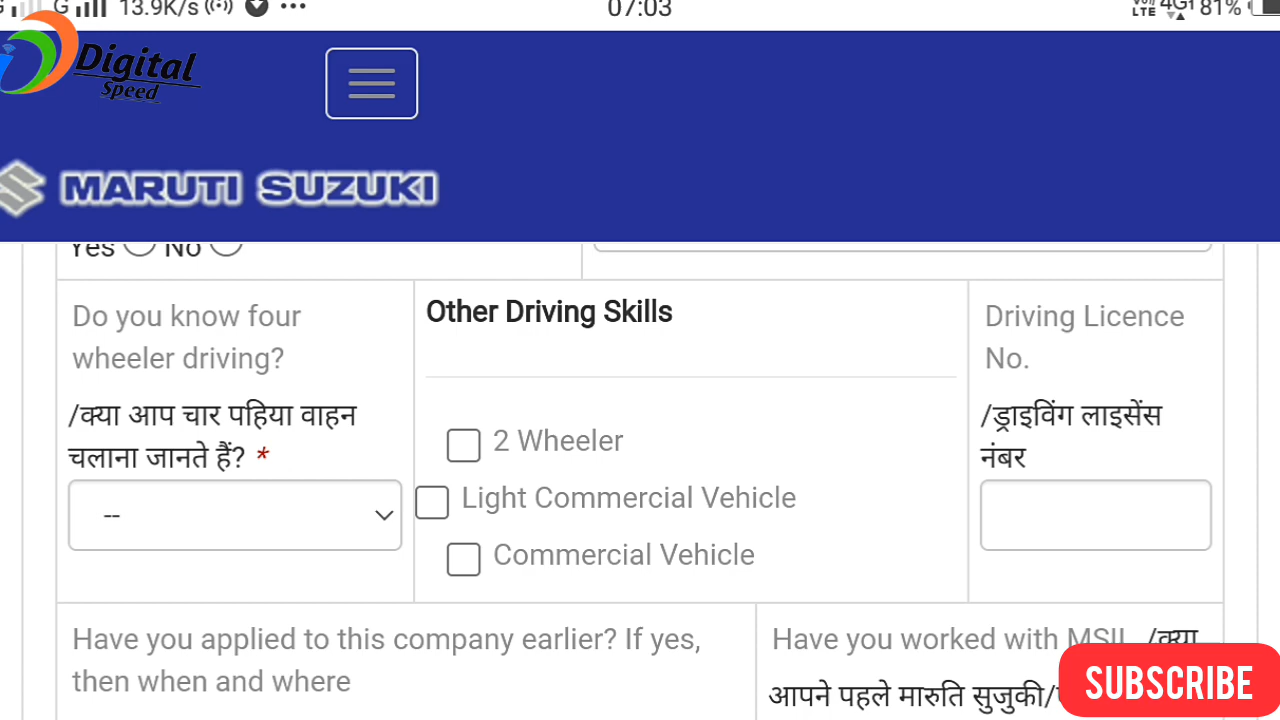 G 13.9K/s 07:03 LTE 4G 81%
Digital
Speed
MARUTI SUZUKI
Yes No
Do you know four
wheeler driving?
/क्या आप चार पहिया वाहन
चलाना जानते हैं? *
--
Other Driving Skills
2 Wheeler
Light Commercial Vehicle
Commercial Vehicle
Driving Licence
No.
/ड्राइविंग लाइसेंस
नंबर
Have you applied to this company earlier? If yes,
then when and where
Have you worked with MSIL /क्या
आपने पहले मारुति सुजुकी/
SUBSCRIBE